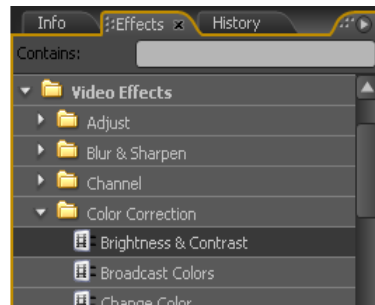 Info Effects x History
Contains:
Video Effects
Adjust
Blur & Sharpen
Channel
Color Correction
Brightness & Contrast
Broadcast Colors
Change Color